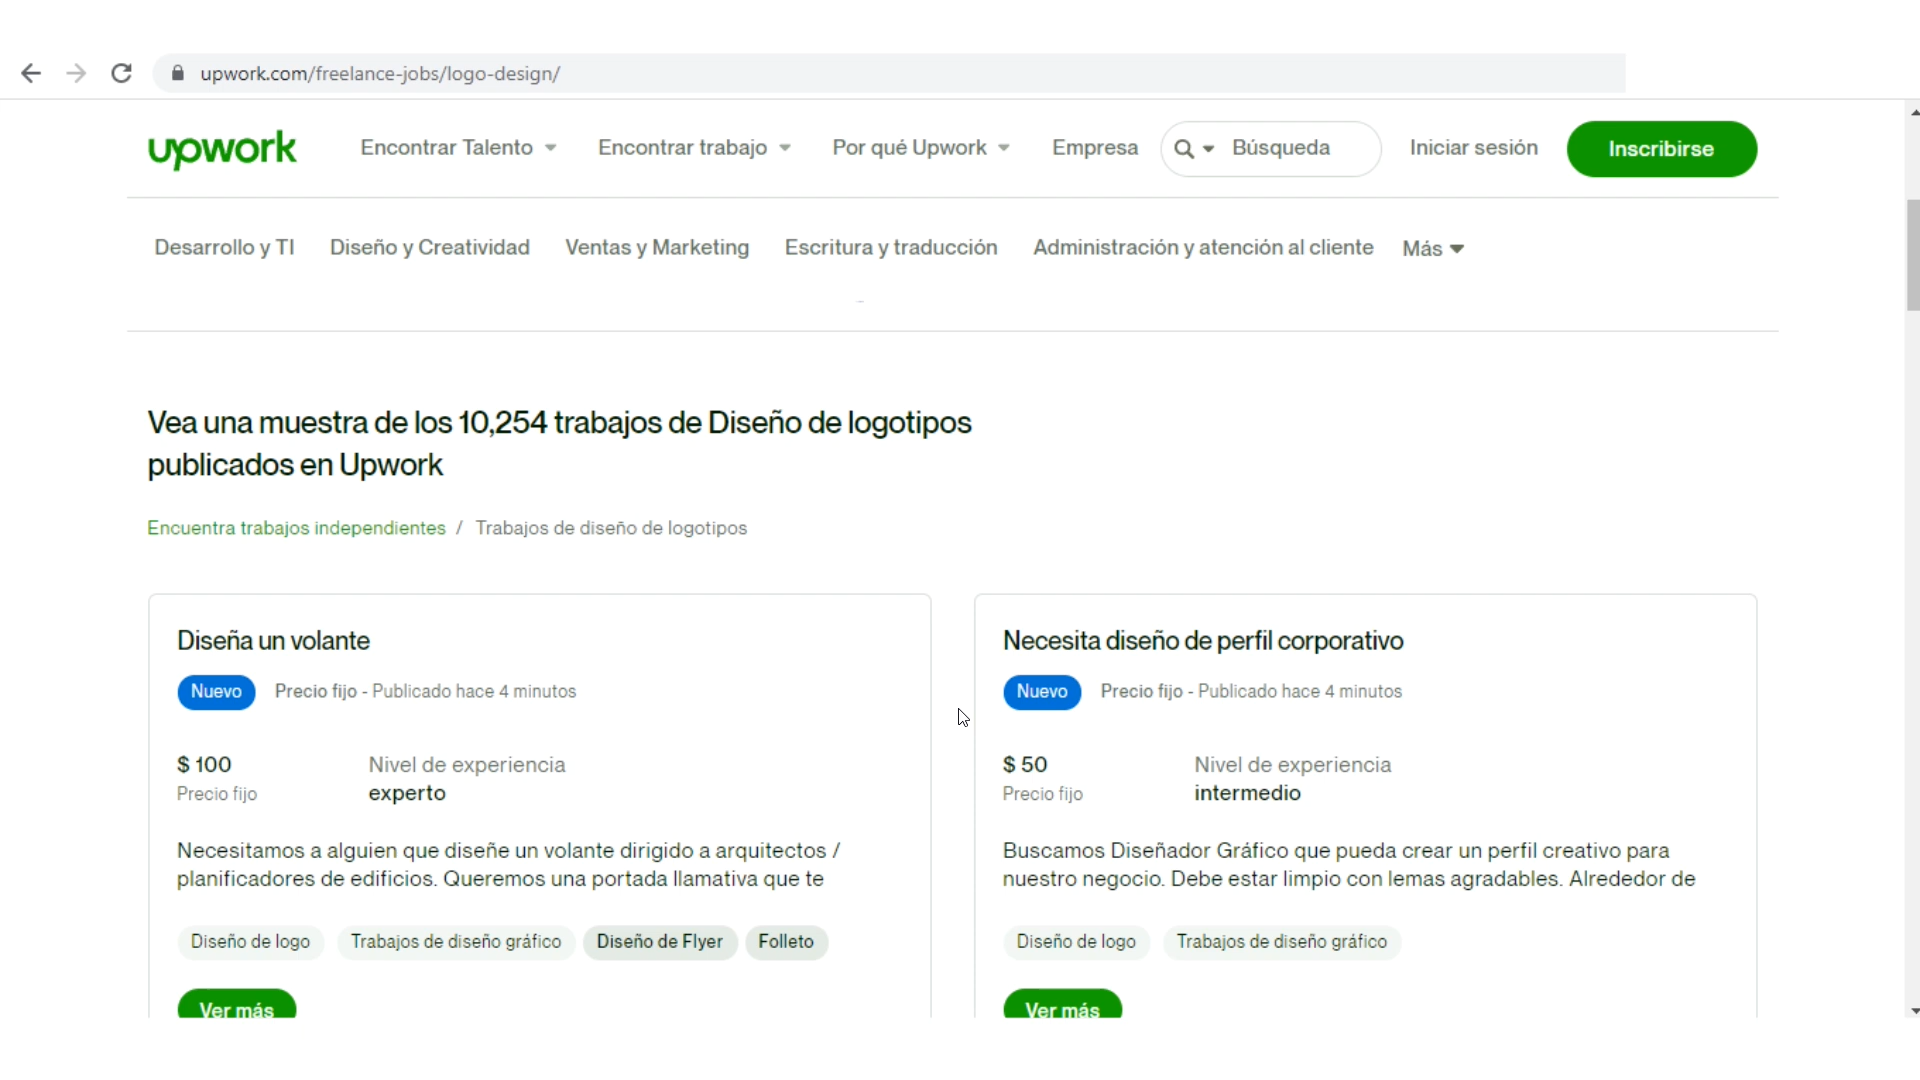 upwork.com/freelance-jobs/logo-design/
upwork Encontrar Talento Encontrar trabajo Por qué Upwork Empresa Búsqueda Iniciar sesión Inscribirse
Desarrollo y TI Diseño y Creatividad Ventas y Marketing Escritura y traducción Administración y atención al cliente Más
Vea una muestra de los 10,254 trabajos de Diseño de logotipos
publicados en Upwork
Encuentra trabajos independientes / Trabajos de diseño de logotipos
Diseña un volante
Nuevo Precio fijo - Publicado hace 4 minutos
$ 100 Nivel de experiencia
Precio fijo experto
Necesitamos a alguien que diseñe un volante dirigido a arquitectos /
planificadores de edificios. Queremos una portada llamativa que te
Diseño de logo Trabajos de diseño gráfico Diseño de Flyer Folleto
Ver más
Necesita diseño de perfil corporativo
Nuevo Precio fijo - Publicado hace 4 minutos
$ 50 Nivel de experiencia
Precio fijo intermedio
Buscamos Diseñador Gráfico que pueda crear un perfil creativo para
nuestro negocio. Debe estar limpio con lemas agradables. Alrededor de
Diseño de logo Trabajos de diseño gráfico
Ver más